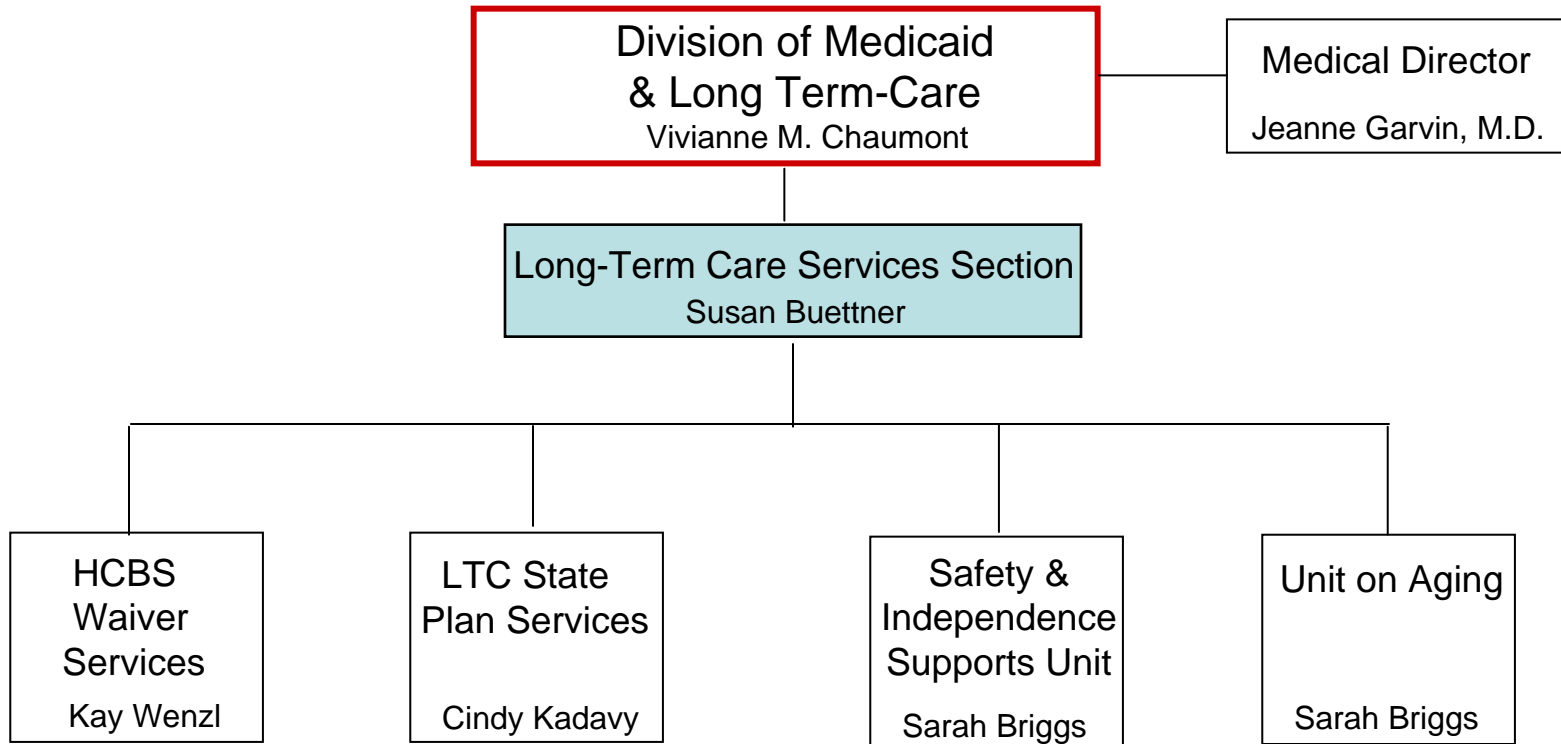 Division of Medicaid
& Long Term-Care
Vivianne M. Chaumont
Medical Director
Jeanne Garvin, M.D.
Long-Term Care Services Section
Susan Buettner
HCBS
Waiver
Services
Kay Wenzl
LTC State
Plan Services
Cindy Kadavy
Safety &
Independence
Supports Unit
Sarah Briggs
Unit on Aging
Sarah Briggs